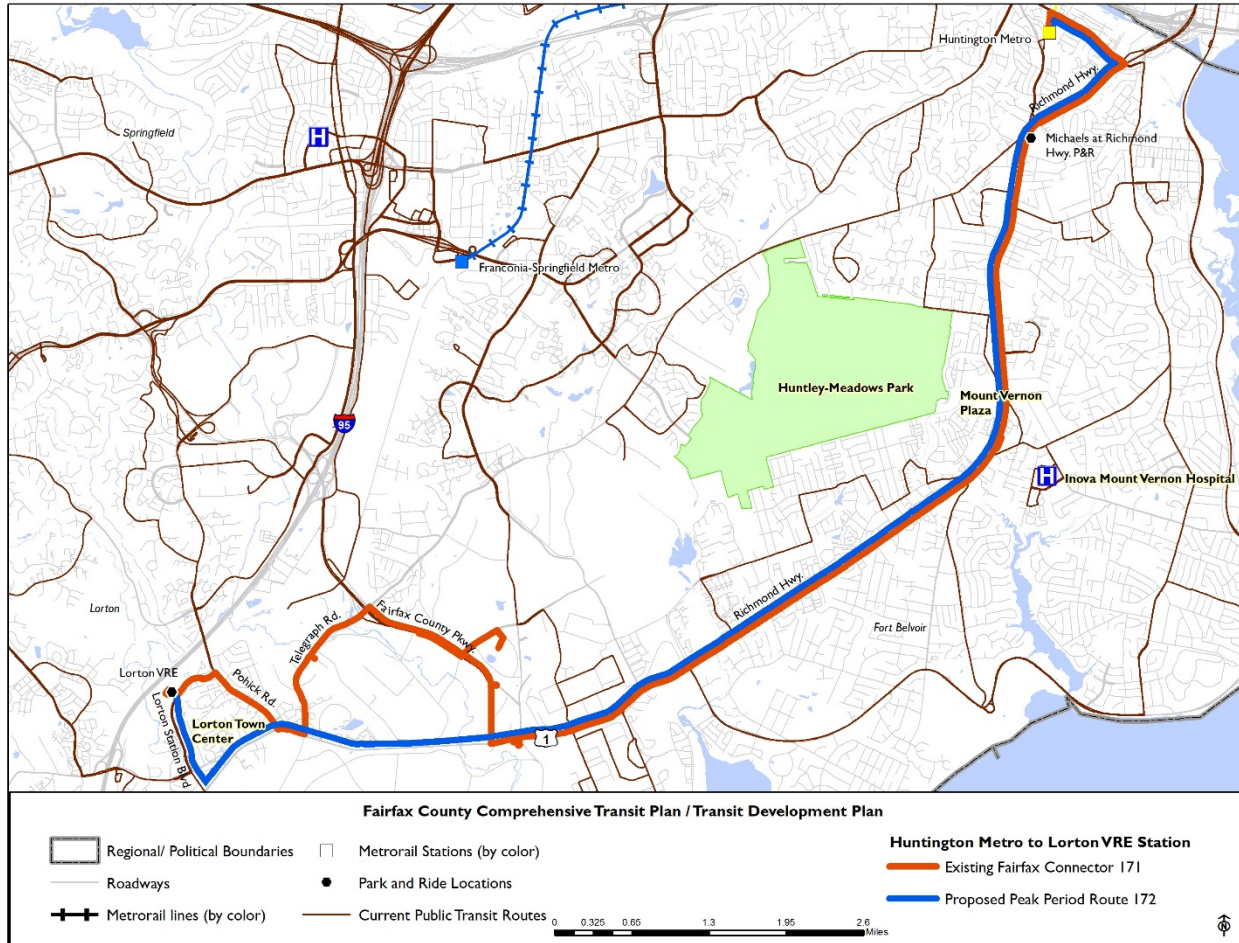 Huntington Metro
Richmond Hwy.
Springfield
H
Michaels at Richmond
Hwy. P&R
Franconia-Springfield Metro
Huntley-Meadows Park
Mount Vernon
Plaza
95
H
Inova Mount Vernon Hospital
Richmond Hwy.
Fort Belvoir
Lorton
Telegraph Rd.
Fairfax County Pkwy.
Lorton VRE
Pohick Rd.
Lorton Town
Center
Lorton Station Blvd
1
Fairfax County Comprehensive Transit Plan / Transit Development Plan
Regional/ Political Boundaries
Roadways
Metrorail lines (by color)
Metrorail Stations (by color)
Park and Ride Locations
Current Public Transit Routes
0 0.325 0.65 1.3 1.95 2.6
Miles
Huntington Metro to Lorton VRE Station
Existing Fairfax Connector 171
Proposed Peak Period Route 172
N